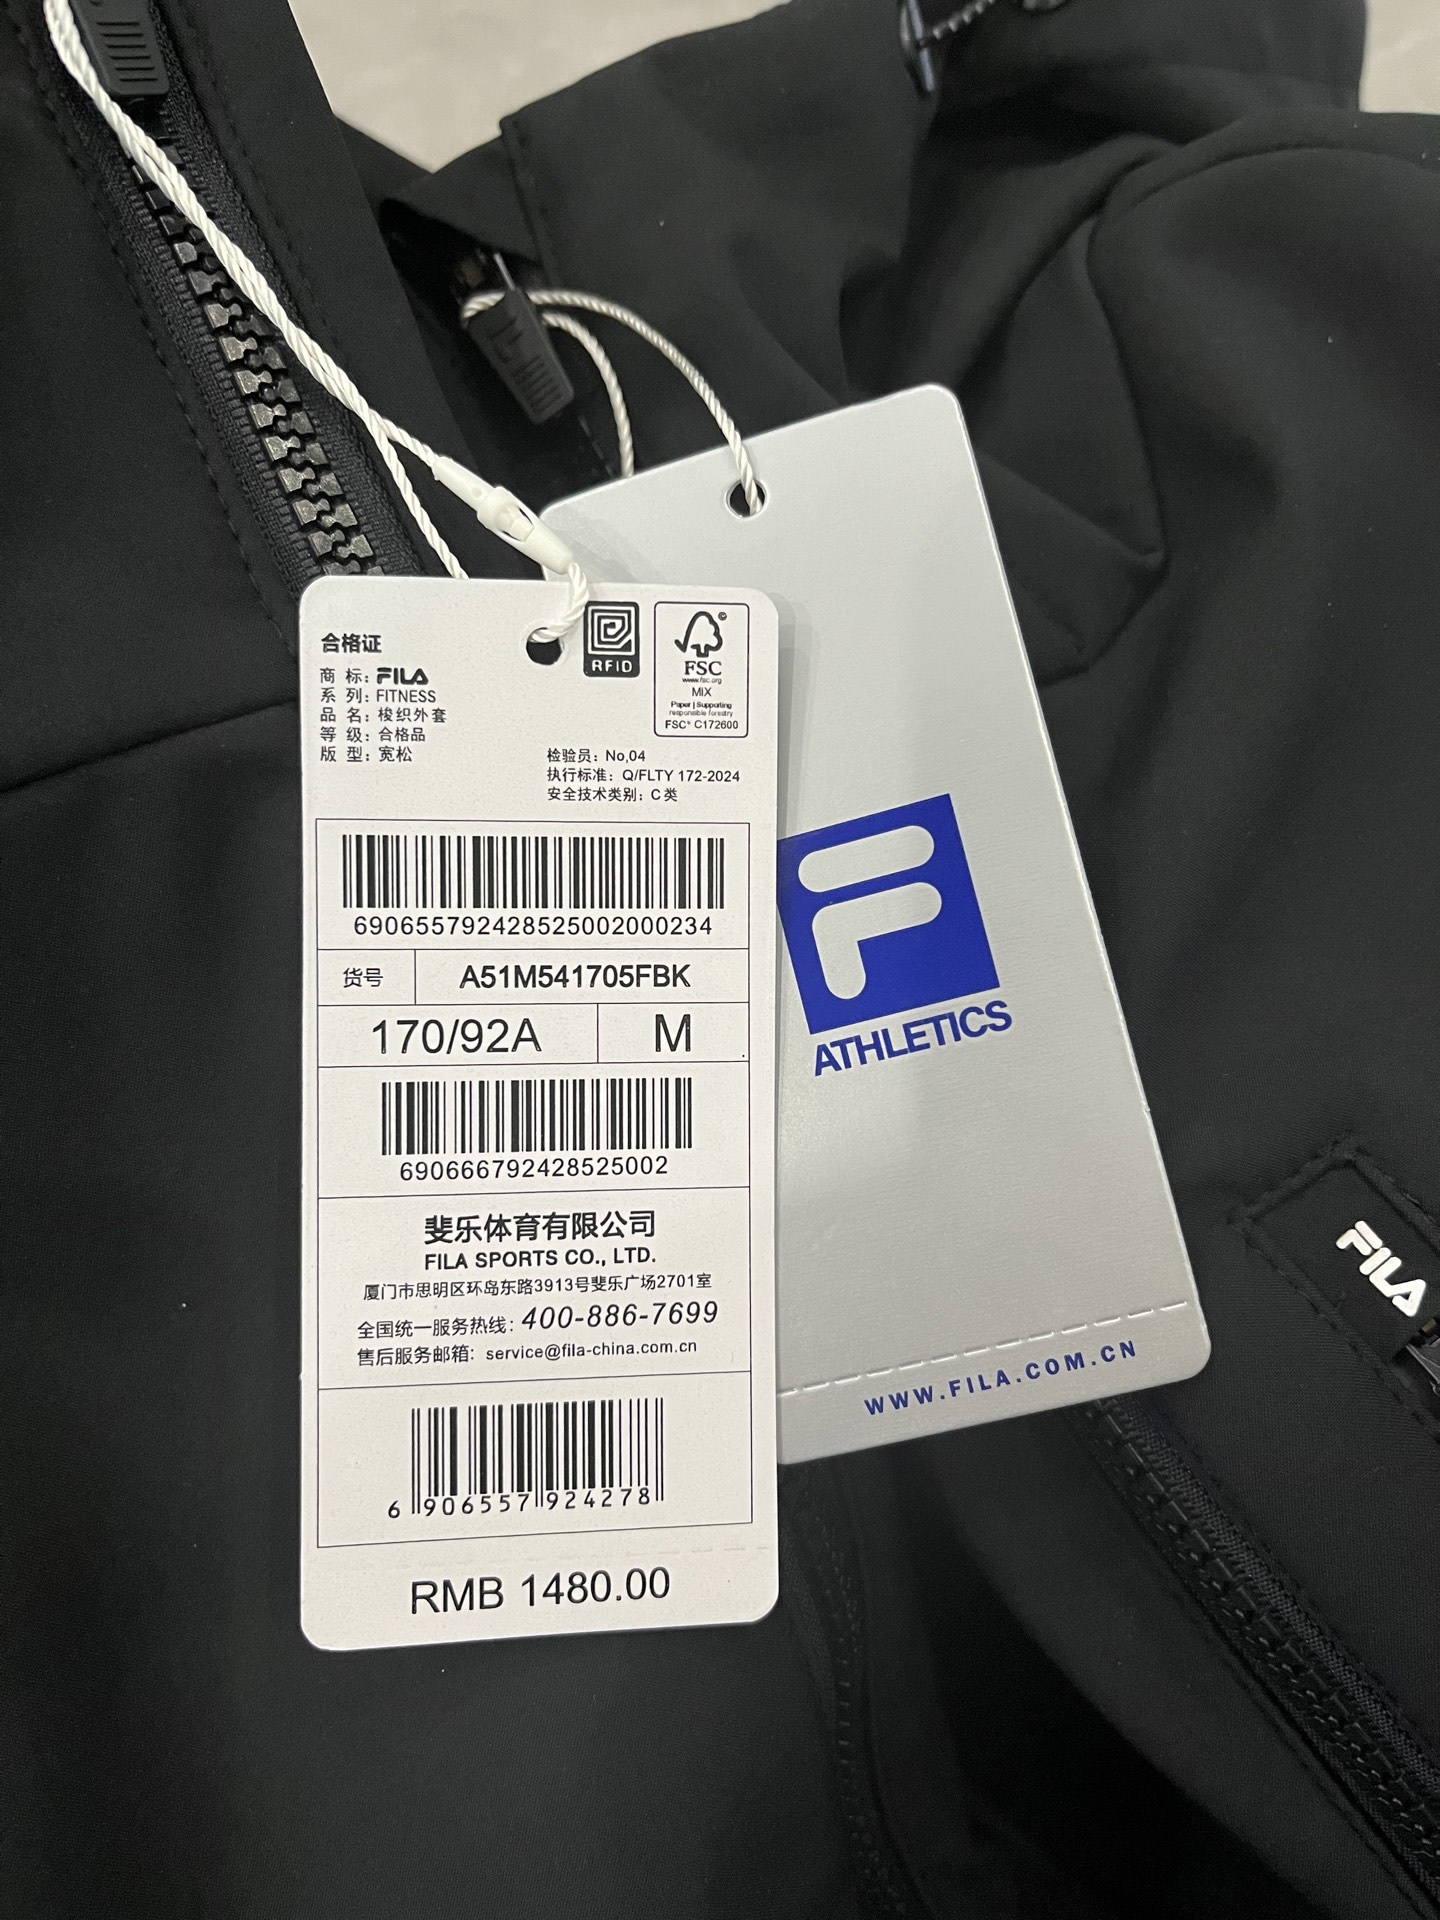 合格证
商 标: FILA
系 列: FITNESS
品 名: 梭织外套
等 级: 合格品
版 型: 宽松
RFID
FSC
www.fsc.org
MIX
Paper | Supporting
responsible forestry
FSC® C172600
检验员: No,04
执行标准: Q/FLTY 172-2024
安全技术类别: C 类
690655792428525002000234
货号 A51M541705FBK
170/92A M
690666792428525002
斐乐体育有限公司
FILA SPORTS CO., LTD.
厦门市思明区环岛东路3913号斐乐广场2701室
全国统一服务热线: 400-886-7699
售后服务邮箱: service@fila-china.com.cn
6 906557 924278
RMB 1480.00
F
ATHLETICS
WWW.FILA.COM.CN
FILA